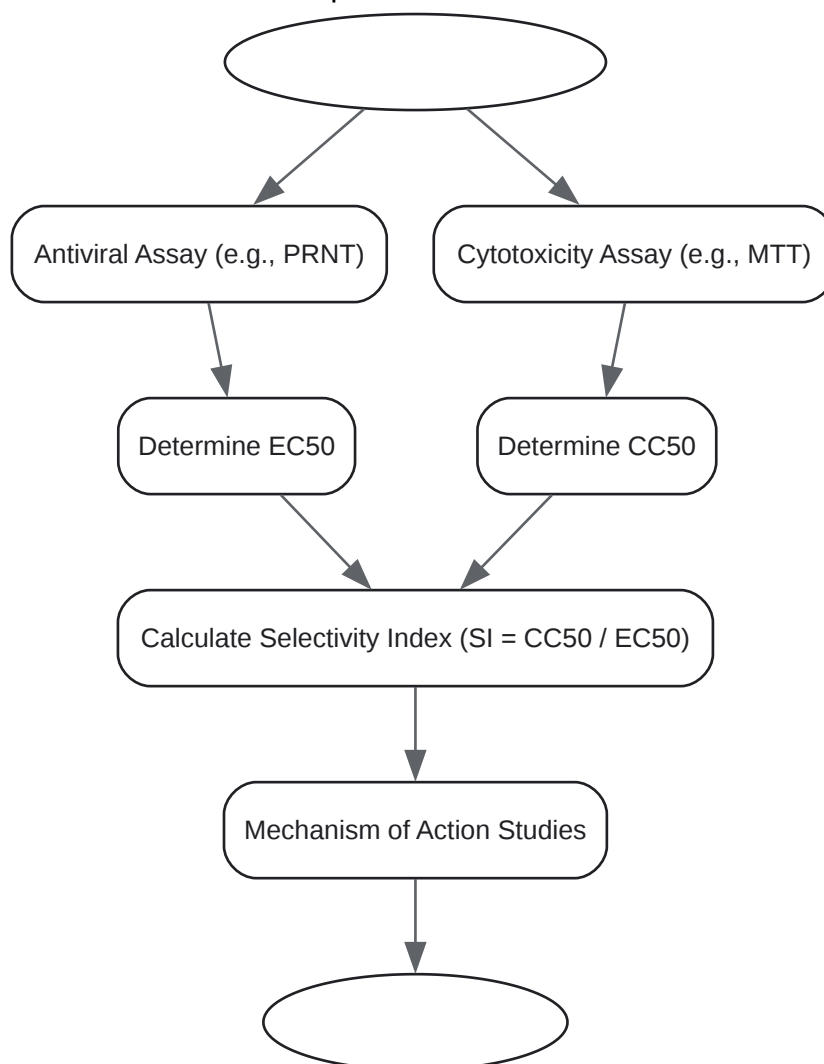 Antiviral Assay (e.g., PRNT)
Cytotoxicity Assay (e.g., MTT)
Determine EC50
Determine CC50
Calculate Selectivity Index (SI = CC50 / EC50)
Mechanism of Action Studies